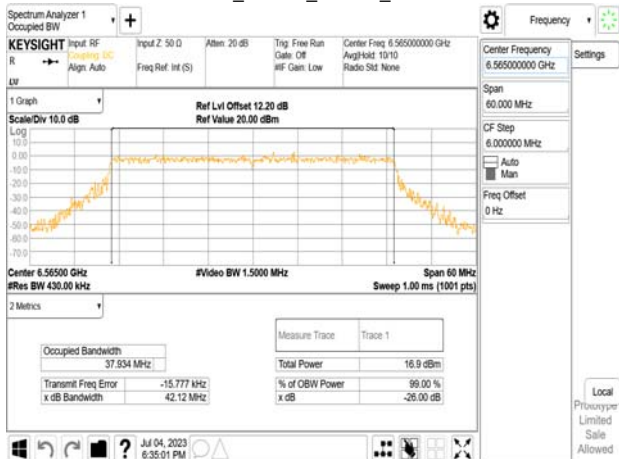 Spectrum Analyzer 1
Occupied BW
Frequency
KEYSIGHT
Input: RF
Coupling: DC
Align: Auto
R
LXI
Input Z: 50 Ω
Freq Ref: Int (S)
Atten: 20 dB
Trig: Free Run
Gate: Off
#IF Gain: Low
Center Freq: 6.565000000 GHz
Avg|Hold: 10/10
Radio Std: None
Center Frequency
6.565000000 GHz
Settings
Span
60.000 MHz
CF Step
6.000000 MHz
Auto
Man
Freq Offset
0 Hz
1 Graph
Scale/Div 10.0 dB
Ref Lvl Offset 12.20 dB
Ref Value 20.00 dBm
Log
10.0
0.00
-10.0
-20.0
-30.0
-40.0
-50.0
-60.0
-70.0
Center 6.56500 GHz
#Res BW 430.00 kHz
#Video BW 1.5000 MHz
Span 60 MHz
Sweep 1.00 ms (1001 pts)
2 Metrics
Measure Trace
Trace 1
Occupied Bandwidth
37.934 MHz
Total Power
16.9 dBm
Transmit Freq Error
-15.777 kHz
% of OBW Power
99.00 %
x dB Bandwidth
42.12 MHz
x dB
-26.00 dB
Local
Prototype
Limited
Sale
Allowed
?
Jul 04, 2023
6:35:01 PM